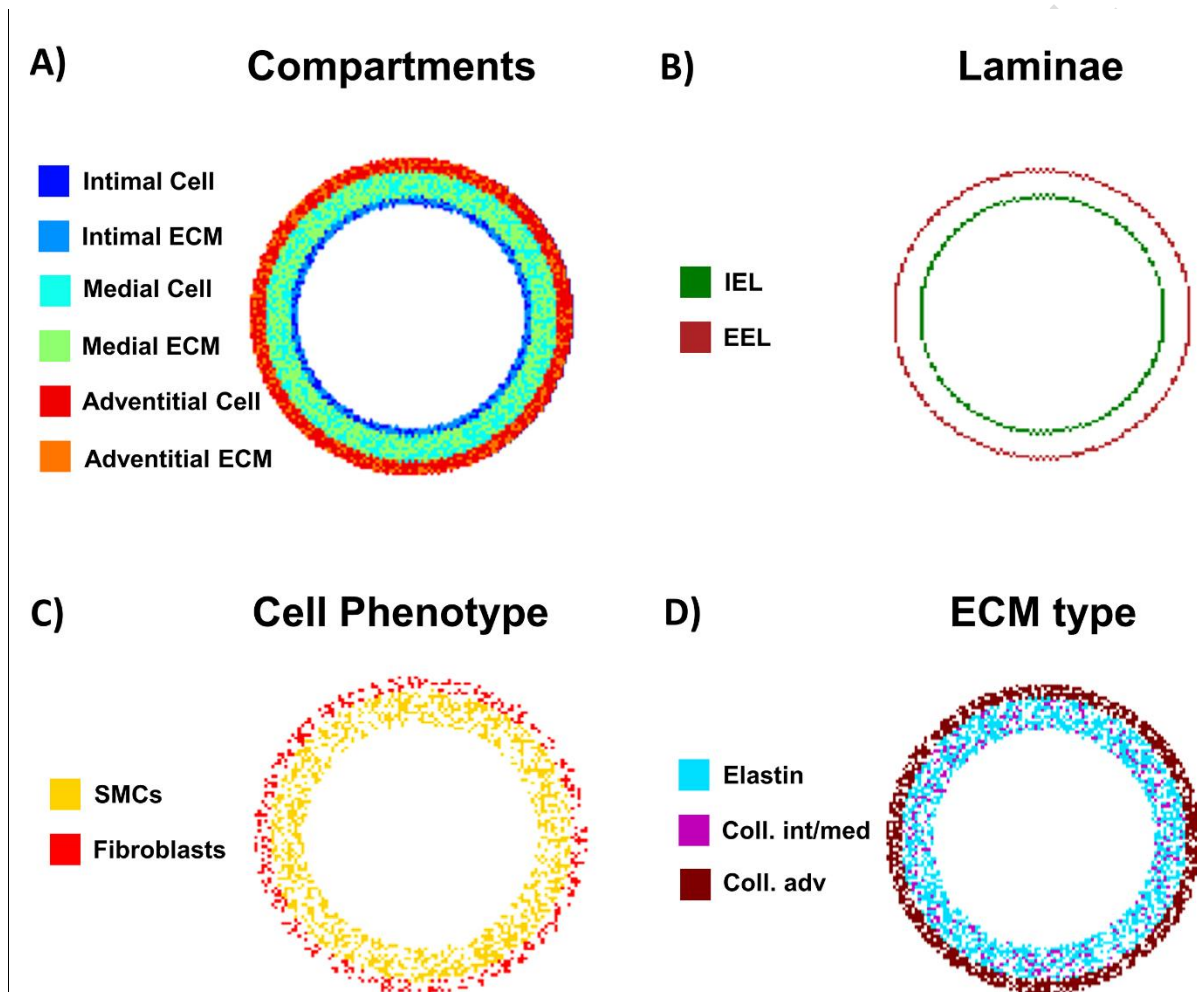 A)
Compartments
Intimal Cell
Intimal ECM
Medial Cell
Medial ECM
Adventitial Cell
Adventitial ECM
B)
Laminae
IEL
EEL
C)
Cell Phenotype
SMCs
Fibroblasts
D)
ECM type
Elastin
Coll. int/med
Coll. adv